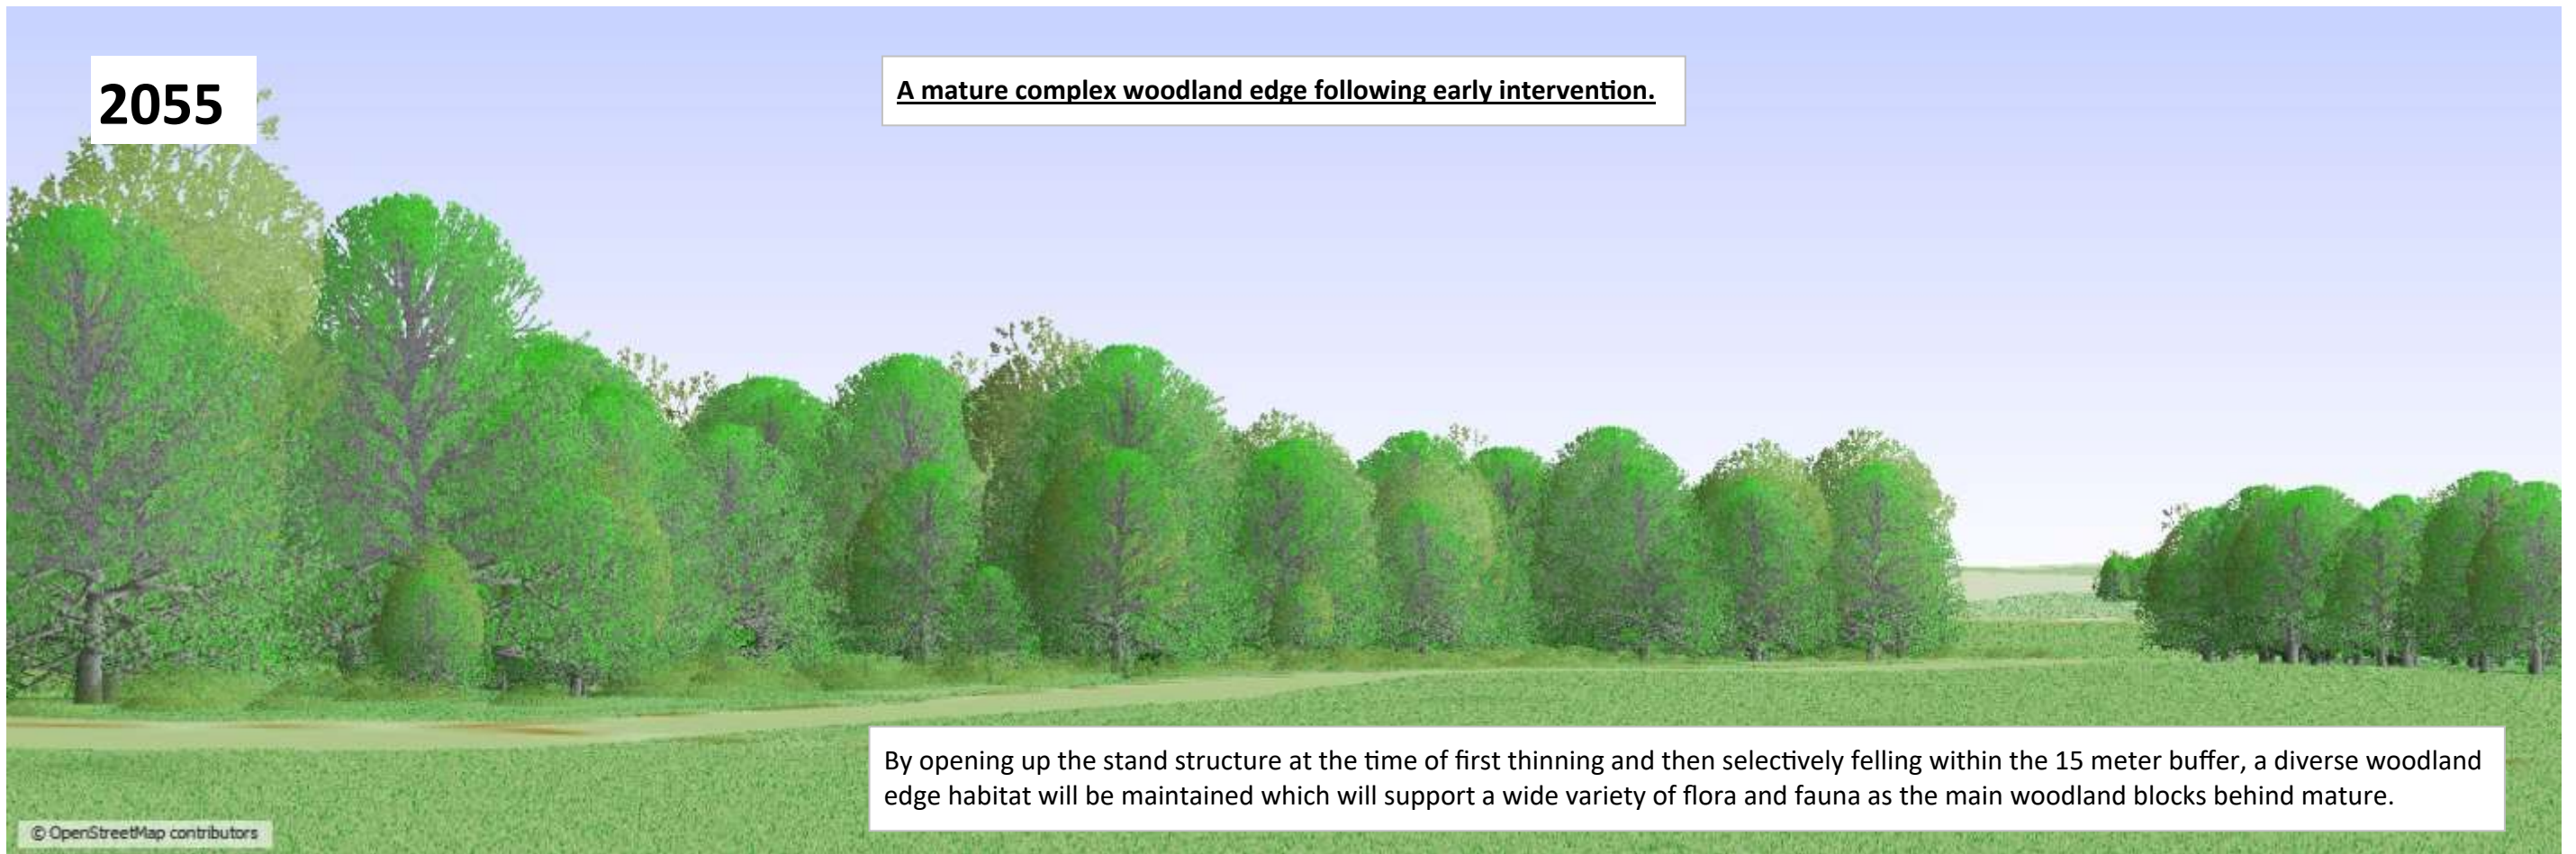 2055
A mature complex woodland edge following early intervention.
By opening up the stand structure at the time of first thinning and then selectively felling within the 15 meter buffer, a diverse woodland
edge habitat will be maintained which will support a wide variety of flora and fauna as the main woodland blocks behind mature.
© OpenStreetMap contributors